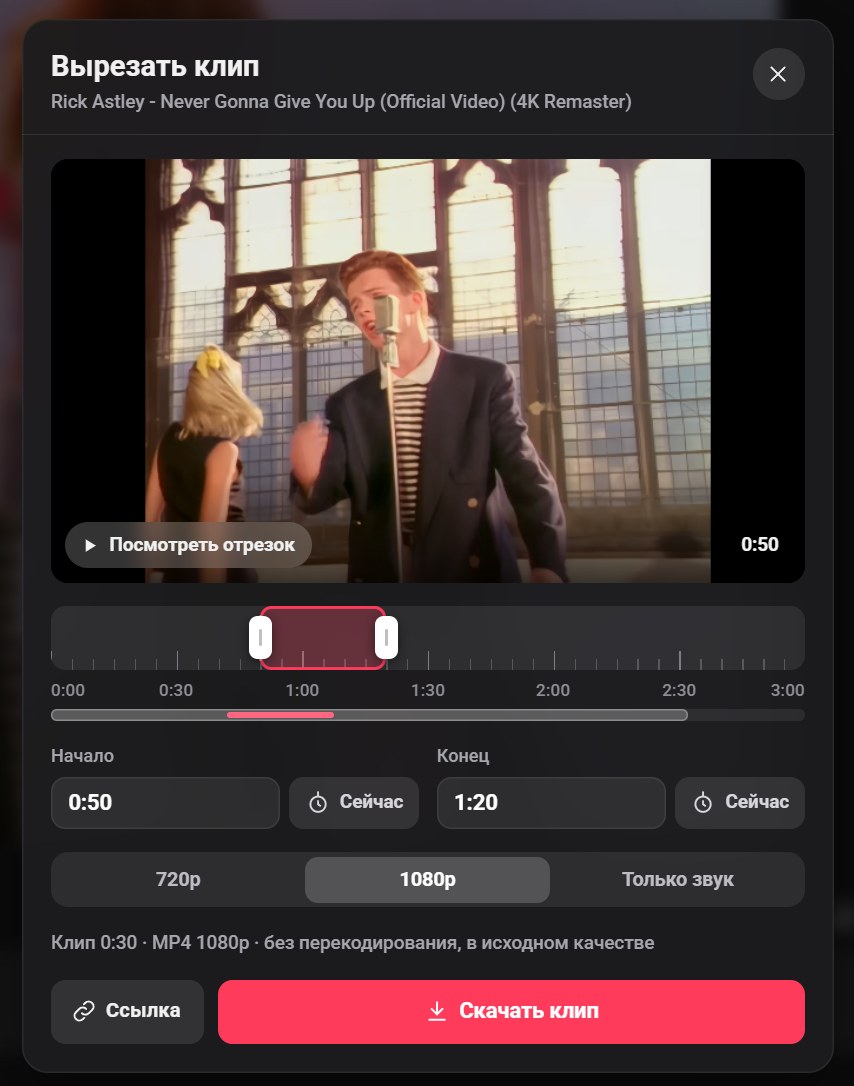 Вырезать клип
Rick Astley - Never Gonna Give You Up (Official Video) (4K Remaster)
Посмотреть отрезок
0:50
0:00 0:30 1:00 1:30 2:00 2:30 3:00
Начало Конец
0:50 Сейчас 1:20 Сейчас
720p 1080p Только звук
Клип 0:30 · MP4 1080p · без перекодирования, в исходном качестве
Ссылка Скачать клип